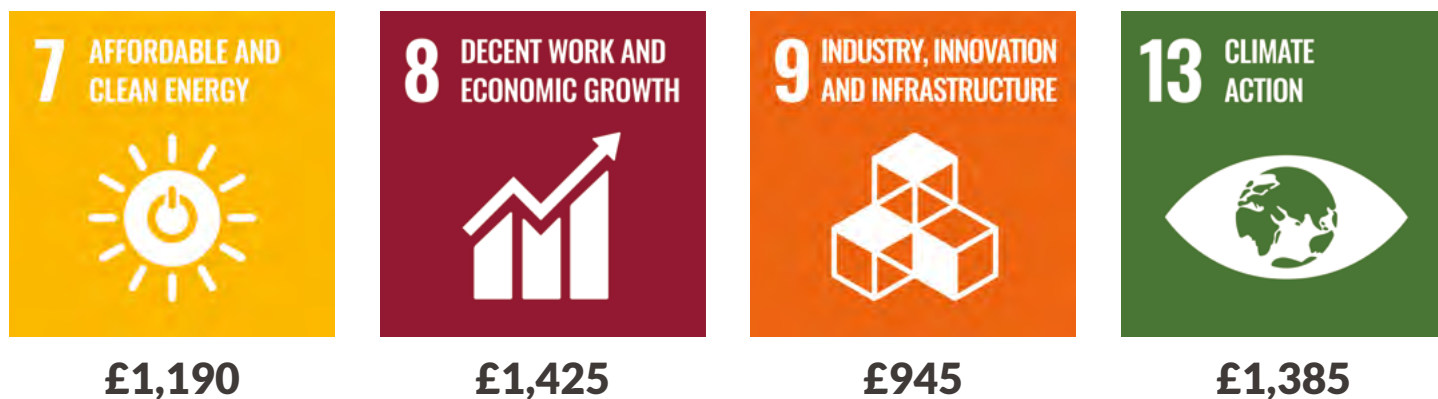 7 AFFORDABLE AND
CLEAN ENERGY
8 DECENT WORK AND
ECONOMIC GROWTH
9 INDUSTRY, INNOVATION
AND INFRASTRUCTURE
13 CLIMATE
ACTION
£1,190
£1,425
£945
£1,385